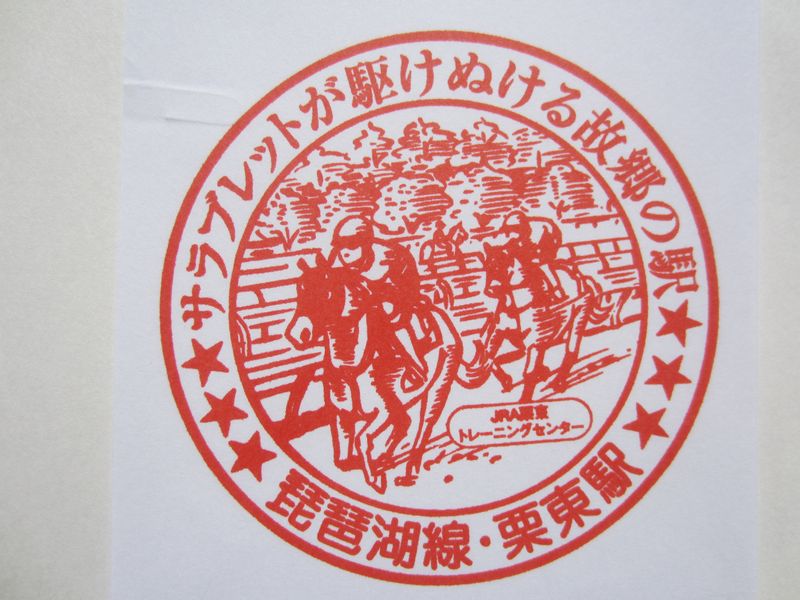 サラブレットが駆けぬける故郷の駅
JRA栗東
トレーニングセンター
琵琶湖線・栗東駅